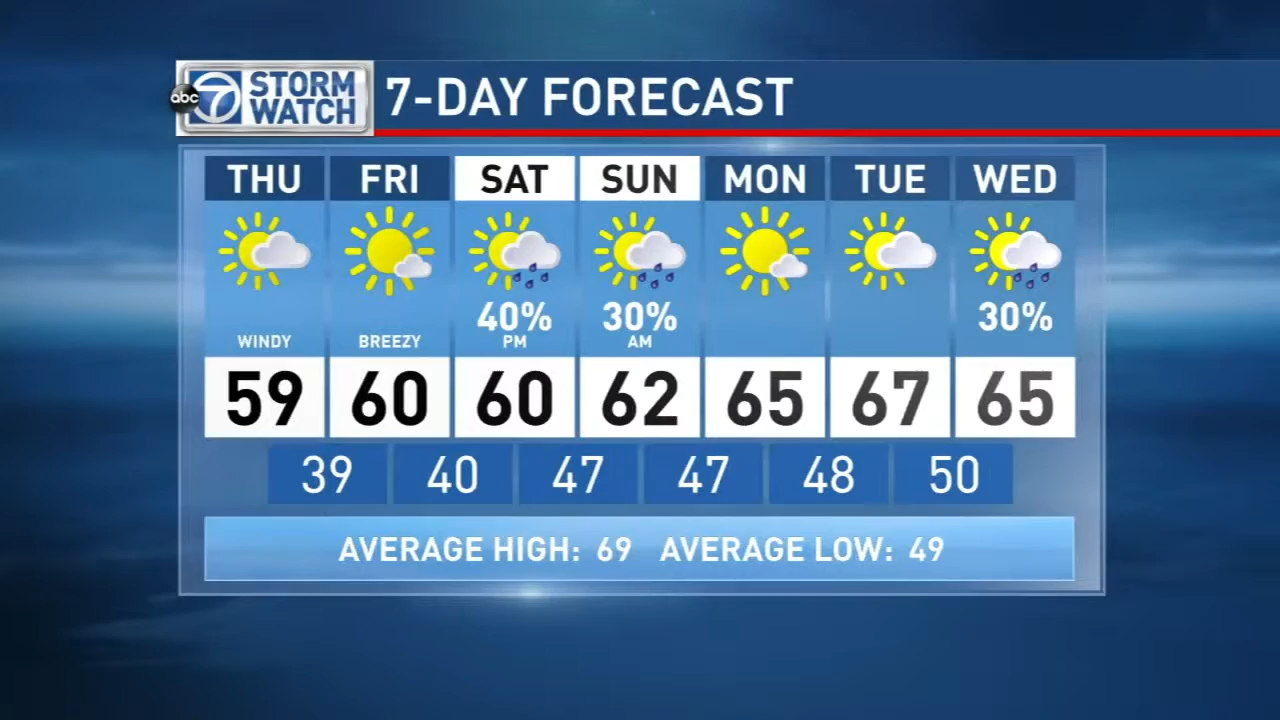 abc 7 STORM WATCH
7-DAY FORECAST
THU FRI SAT SUN MON TUE WED
40% 30% 30%
WINDY BREEZY PM AM
59 60 60 62 65 67 65
39 40 47 47 48 50
AVERAGE HIGH: 69 AVERAGE LOW: 49